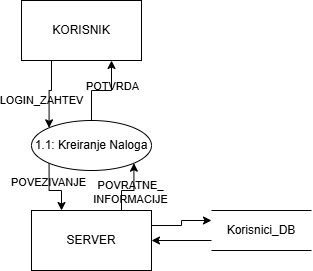 KORISNIK
POTVRDA
LOGIN_ZAHTEV
1.1: Kreiranje Naloga
POVEZIVANJE
POVRATNE_
INFORMACIJE
SERVER
Korisnici_DB